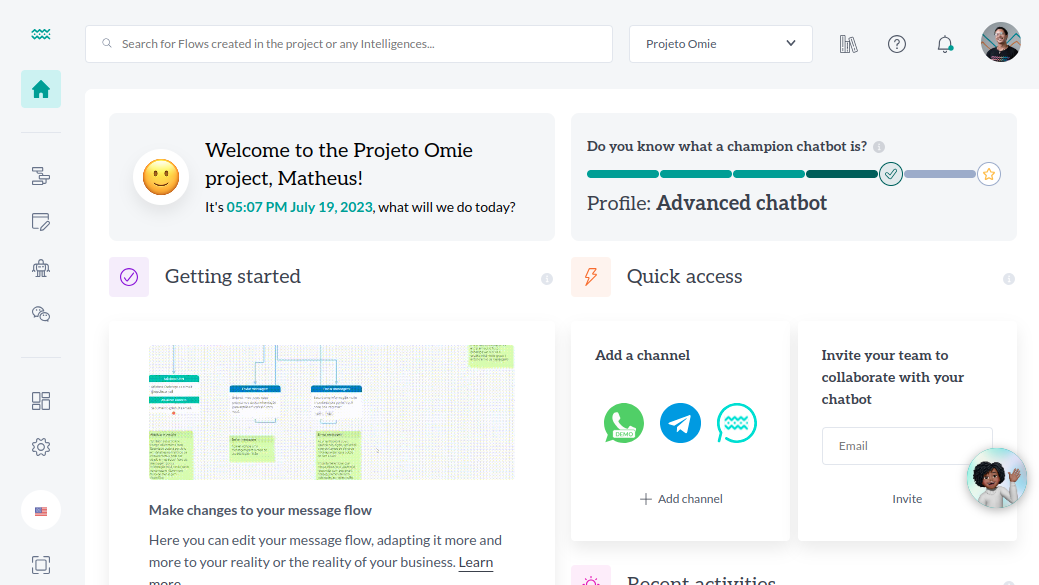 Search for Flows created in the project or any Intelligences...
Projeto Omie
Welcome to the Projeto Omie
project, Matheus!
It's 05:07 PM July 19, 2023, what will we do today?
Do you know what a champion chatbot is?
Profile: Advanced chatbot
Getting started
Quick access
Make changes to your message flow
Here you can edit your message flow, adapting it more and
more to your reality or the reality of your business. Learn
more
Add a channel
DEMO
Add channel
Invite your team to
collaborate with your
chatbot
Email
Invite
Recent activities